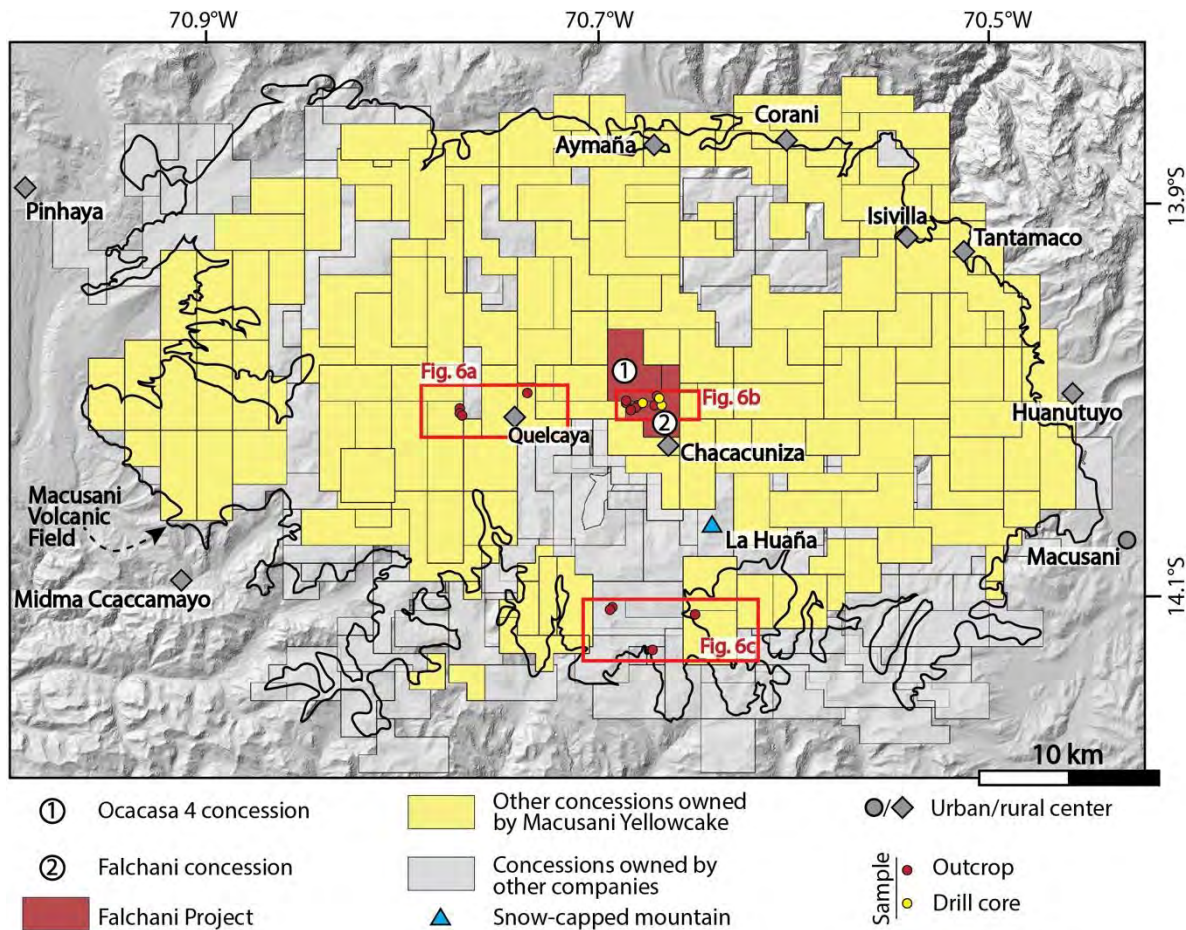 70.9°W
70.7°W
70.5°W
Corani
Aymaña
13.9°S
Pinhaya
Isivilla
Tantamaco
1
Fig. 6a
Fig. 6b
Huanutuyo
2
Quelcaya
Chacacuniza
Macusani
Volcanic
Field
La Huaña
Macusani
Midma Ccaccamayo
14.1°S
Fig. 6c
10 km
1 Ocacasa 4 concession
2 Falchani concession
Falchani Project
Other concessions owned
by Macusani Yellowcake
Concessions owned by
other companies
Snow-capped mountain
/ Urban/rural center
Sample
Outcrop
Drill core